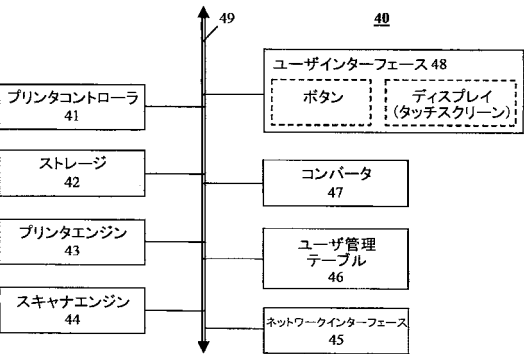 49
40
プリンタコントローラ
41
ストレージ
42
プリンタエンジン
43
スキャナエンジン
44
ユーザインターフェース 48
ボタン
ディスプレイ
(タッチスクリーン)
コンバータ
47
ユーザ管理
テーブル
46
ネットワークインターフェース
45